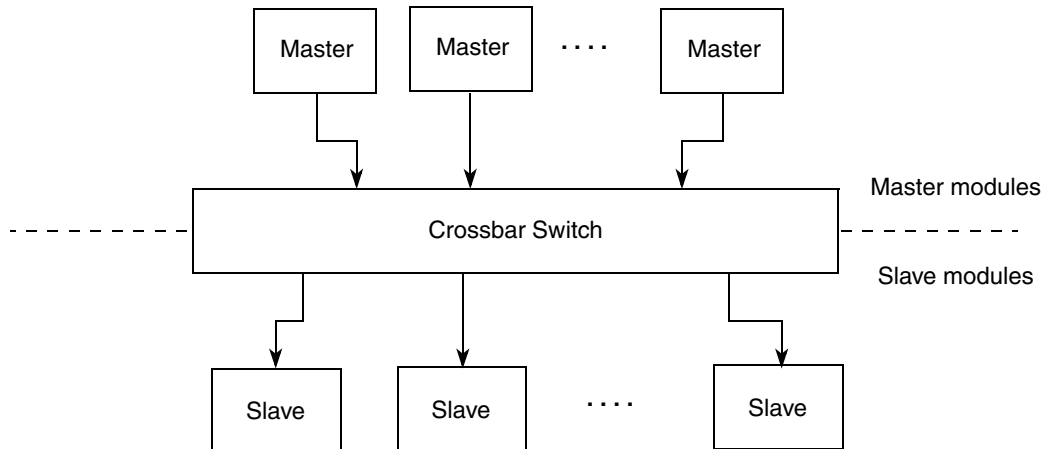 Master
Master
. . . .
Master
Master modules
Crossbar Switch
Slave modules
Slave
Slave
. . . .
Slave